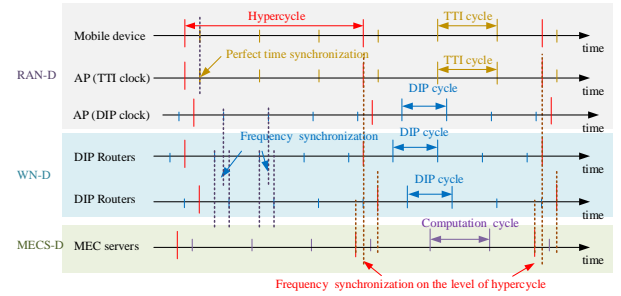 Hypercycle
TTI cycle
Mobile device
time
Perfect time synchronization
TTI cycle
RAN-D
AP (TTI clock)
time
DIP cycle
AP (DIP clock)
time
Frequency synchronization
DIP cycle
DIP Routers
time
WN-D
DIP cycle
DIP Routers
time
Computation cycle
MECS-D
MEC servers
time
Frequency synchronization on the level of hypercycle